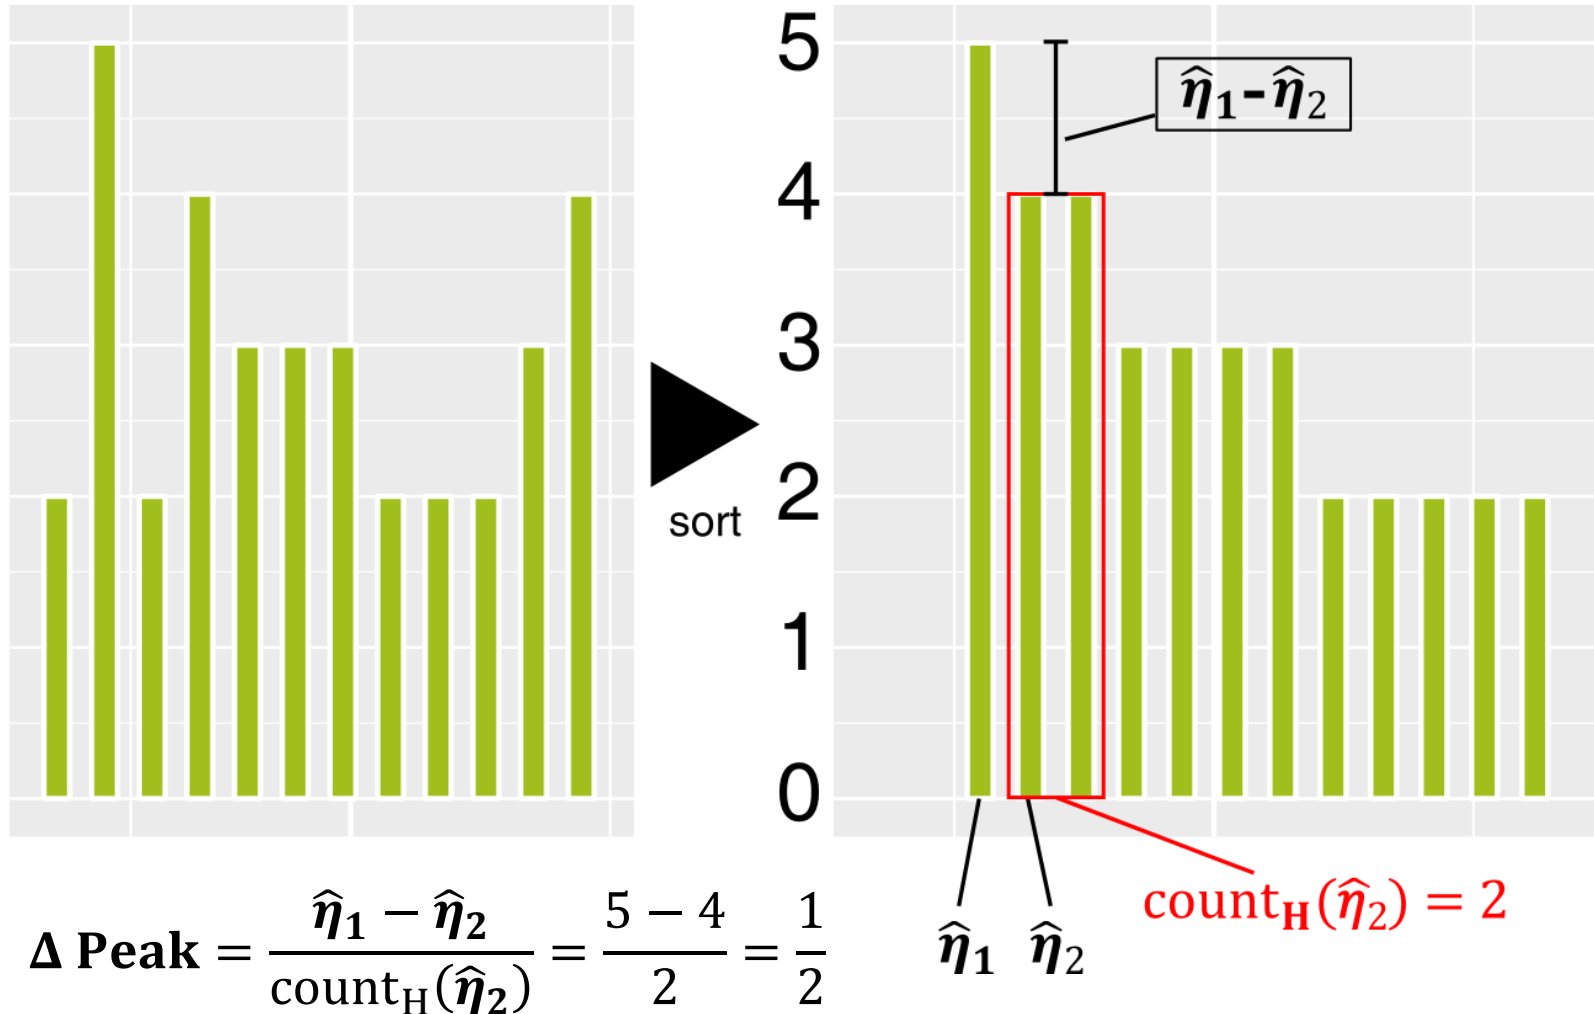 5
4
3
2
1
0
η̂₁-η̂₂
sort
η̂₁ η̂₂
count_H(η̂₂) = 2
Δ Peak = (η̂₁ − η̂₂)/(count_H(η̂₂)) = (5 − 4)/2 = 1/2